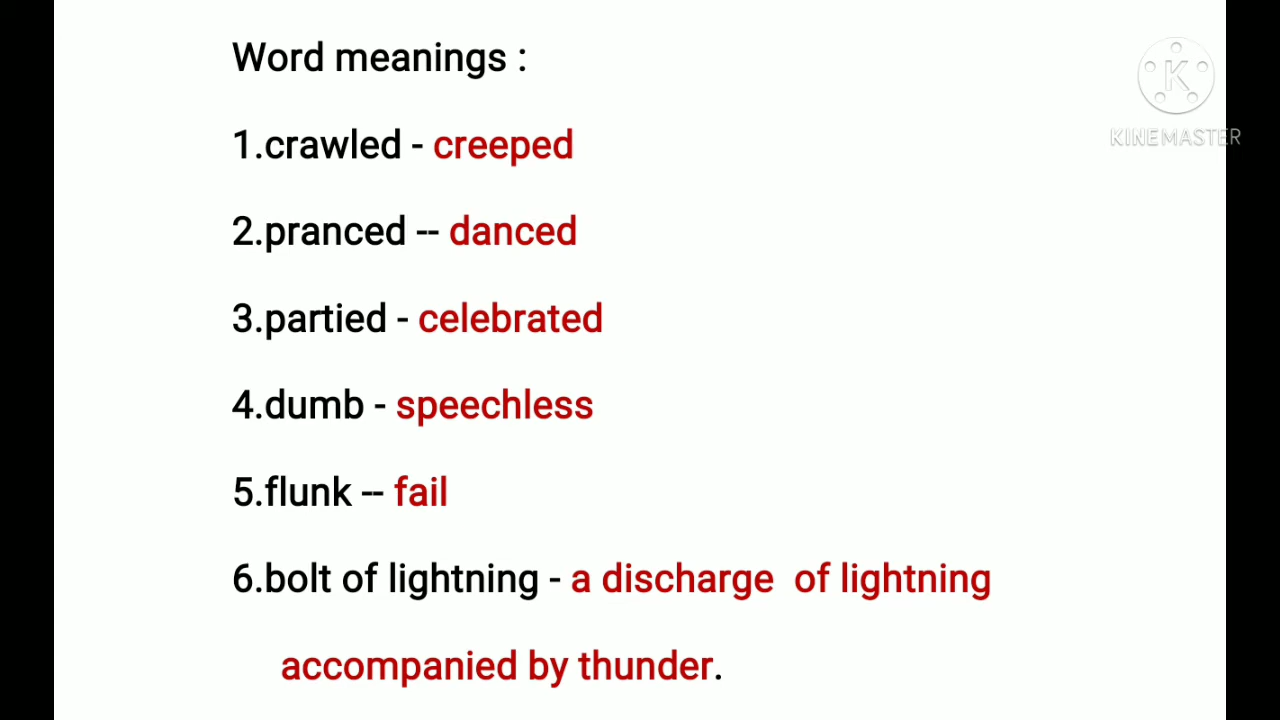 Word meanings :
K
KINEMASTER
1.crawled - creeped
2.pranced -- danced
3.partied - celebrated
4.dumb - speechless
5.flunk -- fail
6.bolt of lightning - a discharge  of lightning
accompanied by thunder.